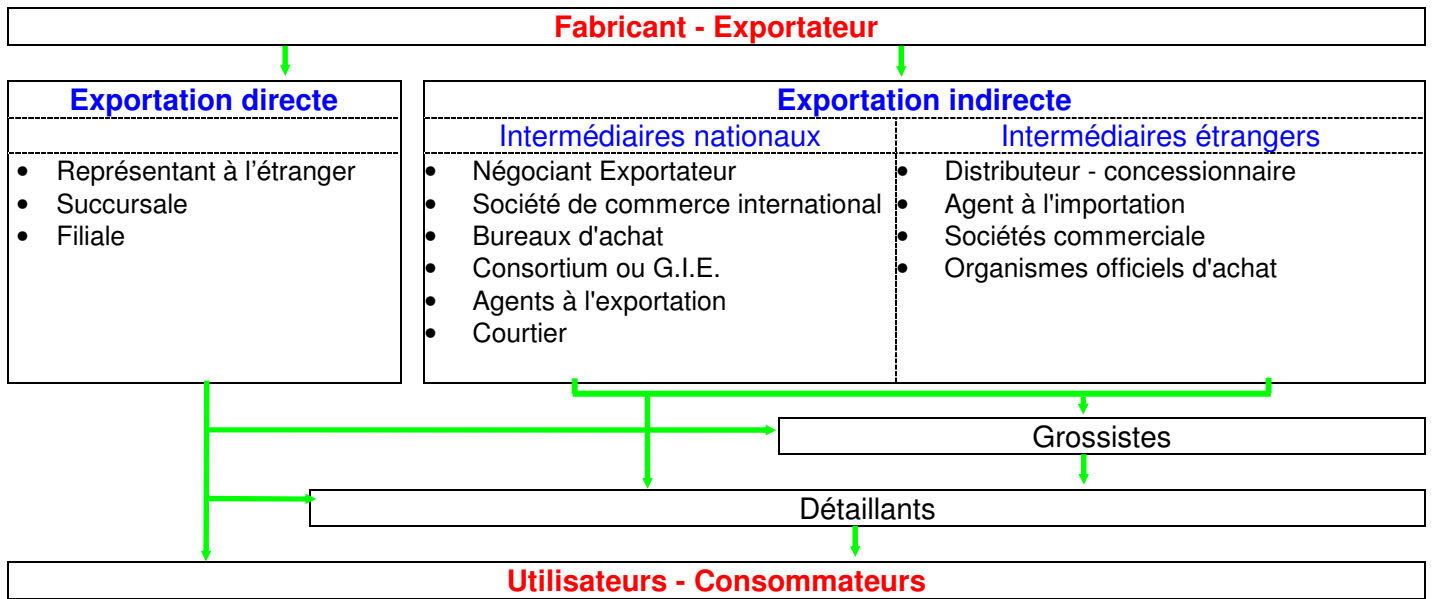 Fabricant - Exportateur
Exportation directe
Exportation indirecte
Intermédiaires nationaux
Intermédiaires étrangers
• Représentant à l'étranger
• Succursale
• Filiale
• Négociant Exportateur
• Société de commerce international
• Bureaux d'achat
• Consortium ou G.I.E.
• Agents à l'exportation
• Courtier
• Distributeur - concessionnaire
• Agent à l'importation
• Sociétés commerciale
• Organismes officiels d'achat
Grossistes
Détaillants
Utilisateurs - Consommateurs